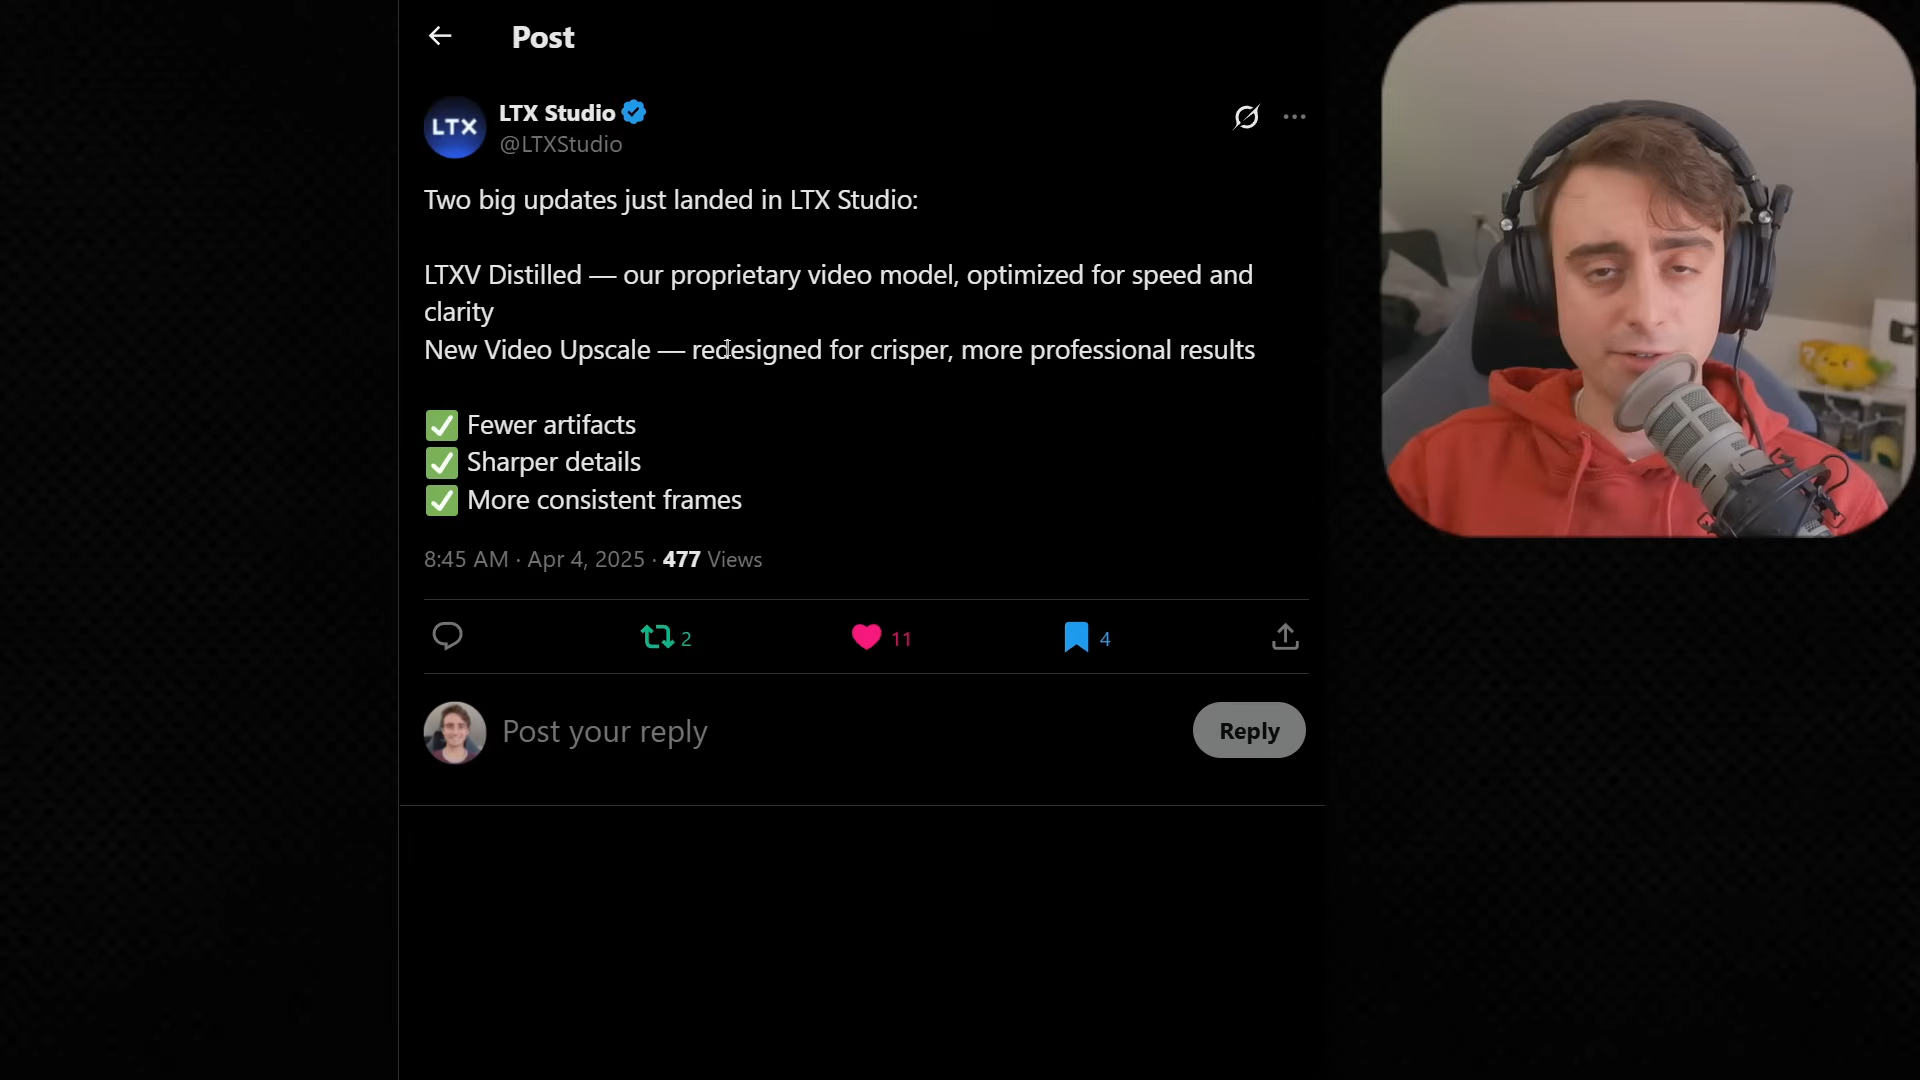 Post
LTX
LTX Studio
@LTXStudio
Two big updates just landed in LTX Studio:
LTXV Distilled — our proprietary video model, optimized for speed and
clarity
New Video Upscale — redesigned for crisper, more professional results
✅ Fewer artifacts
✅ Sharper details
✅ More consistent frames
8:45 AM · Apr 4, 2025 · 477 Views
2
11
4
Post your reply
Reply